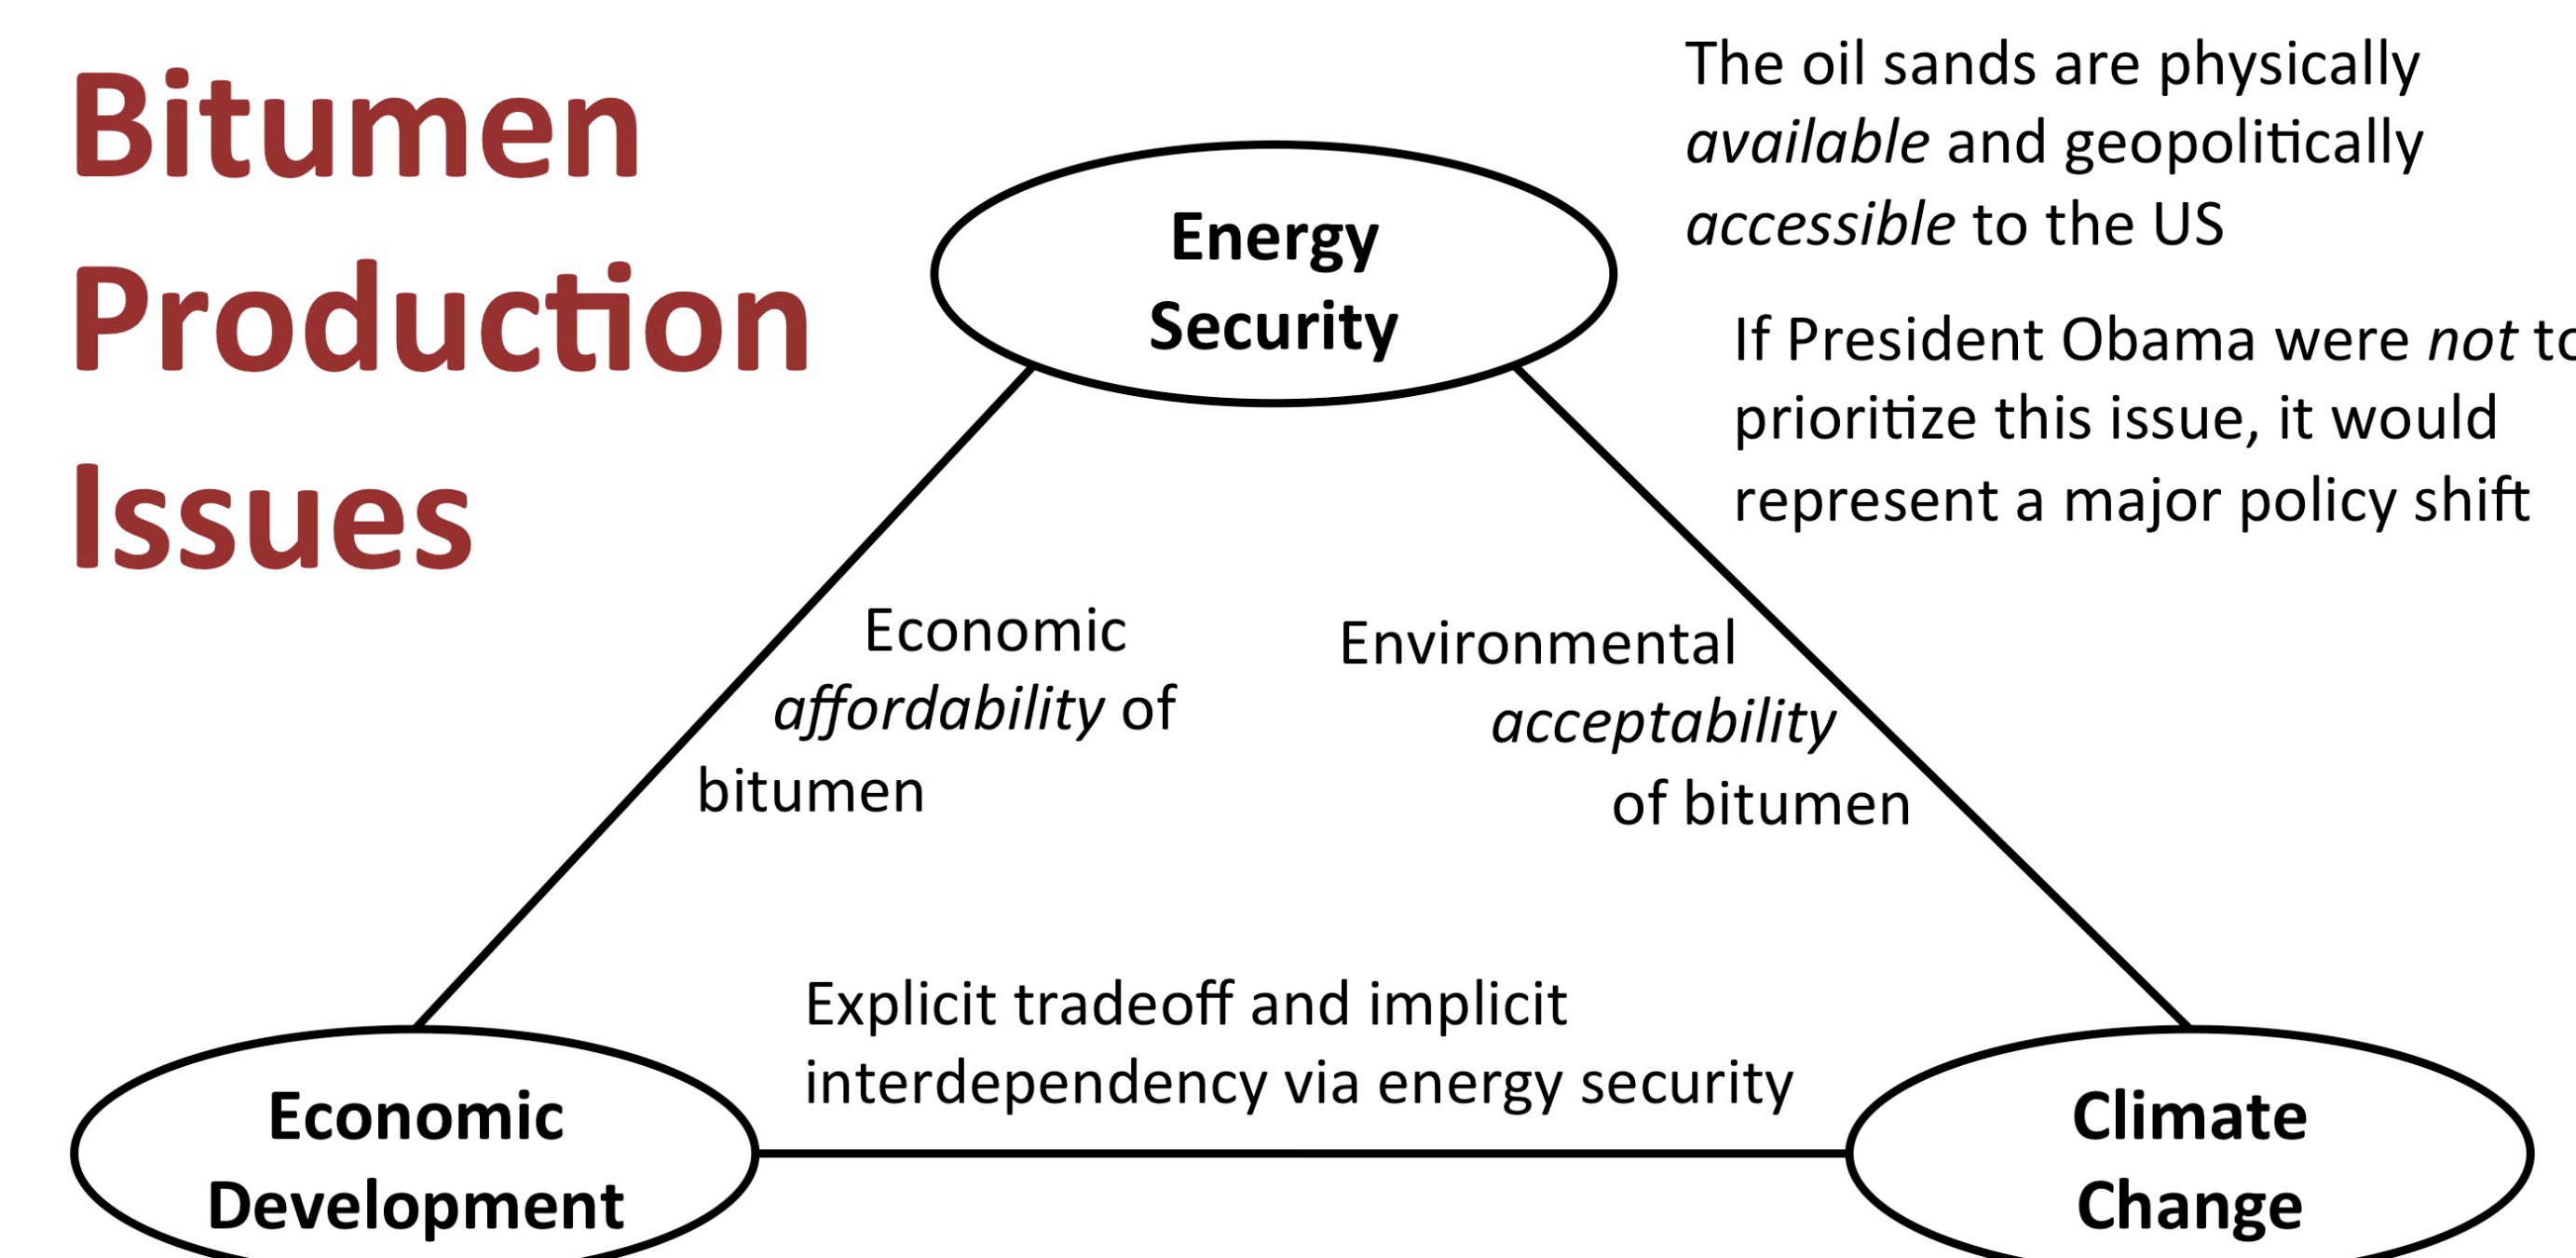 Bitumen
Production
Issues
The oil sands are physically
available and geopolitically
accessible to the US
Energy
Security
If President Obama were not to
prioritize this issue, it would
represent a major policy shift
Economic
affordability of
bitumen
Environmental
acceptability
of bitumen
Explicit tradeoff and implicit
interdependency via energy security
Economic
Development
Climate
Change